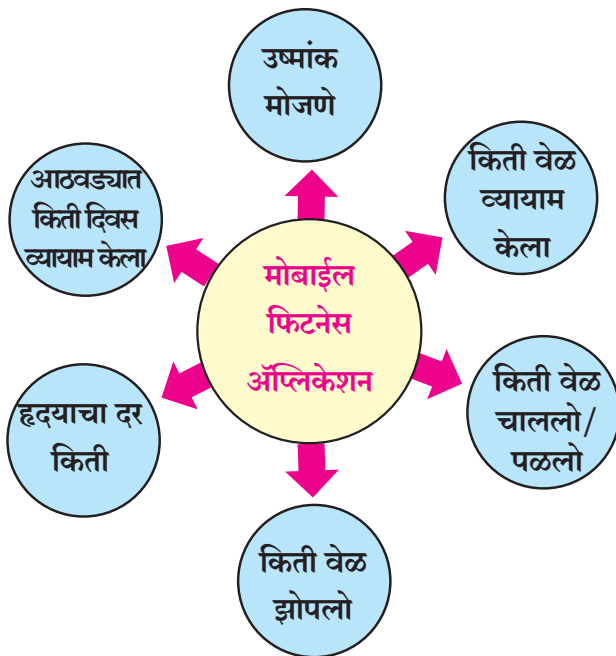 उष्मांक
मोजणे
किती वेळ
व्यायाम
केला
किती वेळ
चाललो/
पळलो
किती वेळ
झोपलो
हृदयाचा दर
किती
आठवड्यात
किती दिवस
व्यायाम केला
मोबाईल
फिटनेस
ॲप्लिकेशन